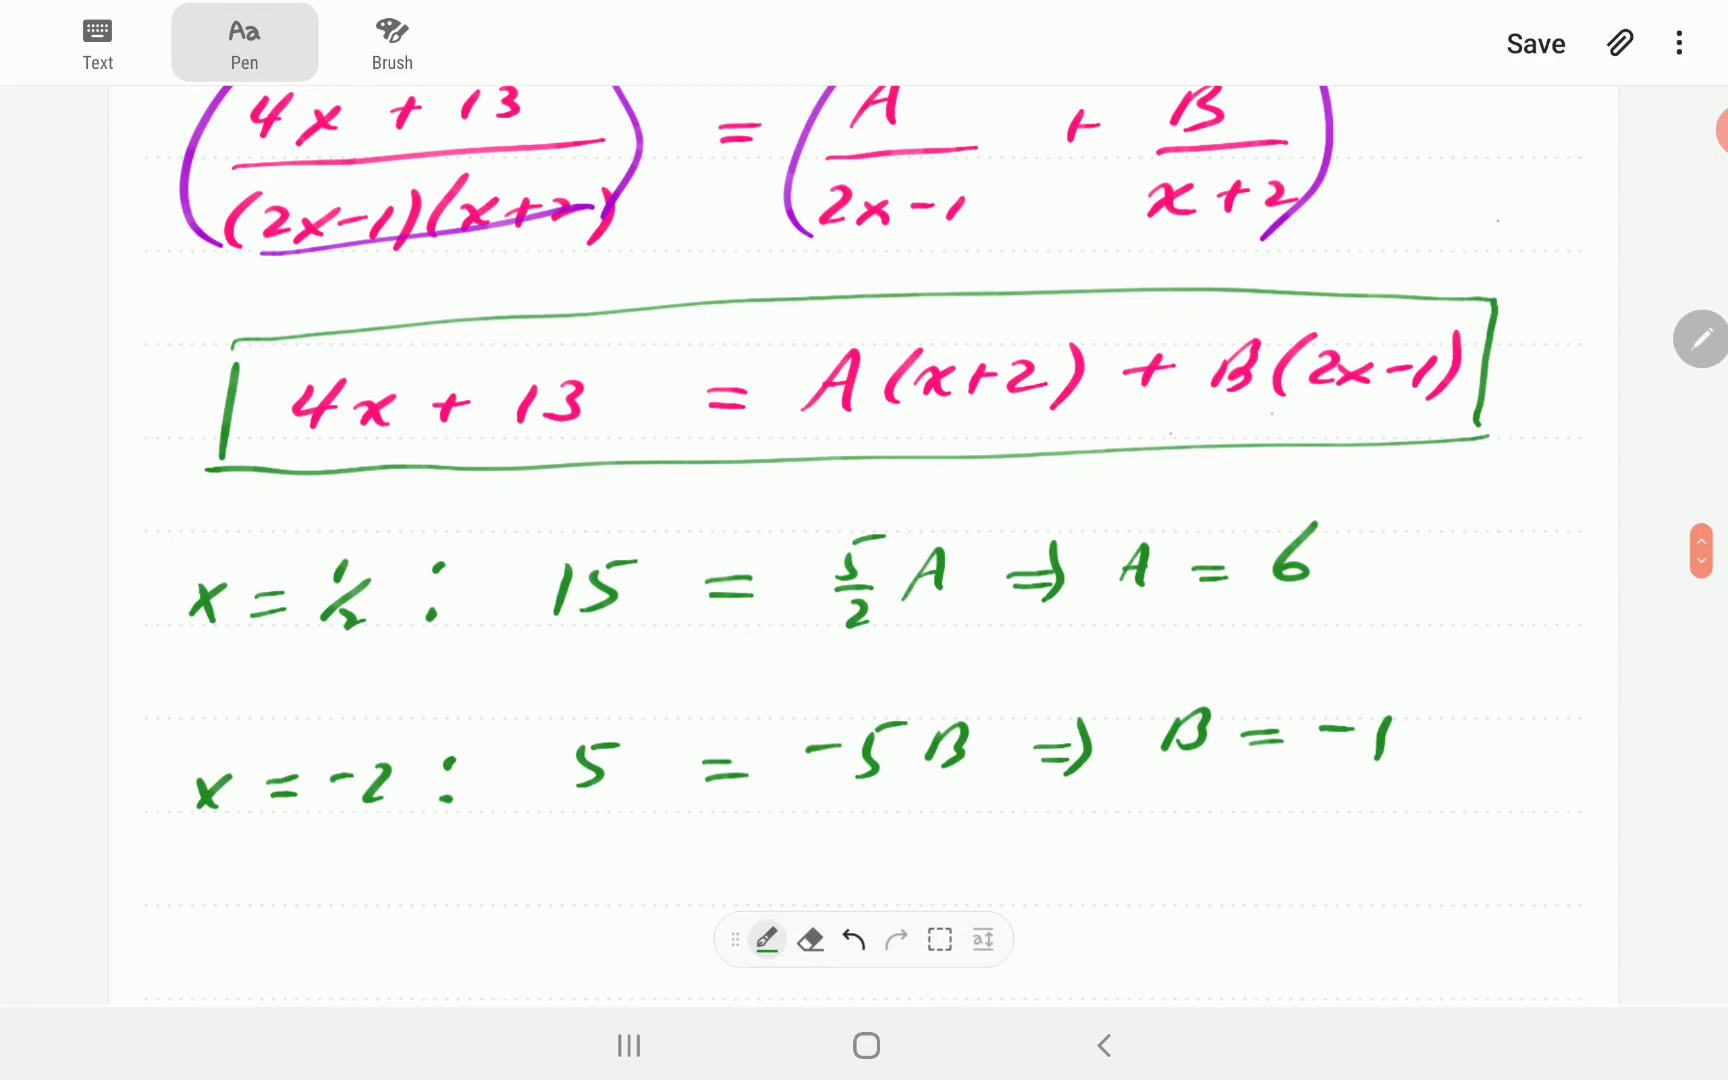 Text Pen Brush Save
4x + 13 / (2x-1)(x+2) = A / 2x-1 + B / x+2
4x + 13 = A(x+2) + B(2x-1)
x = 1/2 : 15 = 5/2 A ⇒ A = 6
x = -2 : 5 = -5B ⇒ B = -1